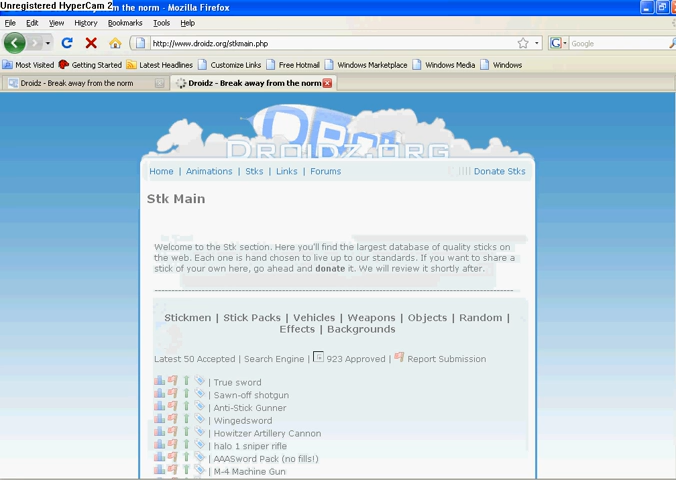 Unregistered HyperCam 2
m the norm - Mozilla Firefox
File Edit View History Bookmarks Tools Help
http://www.droidz.org/stkmain.php
Google
Most Visited Getting Started Latest Headlines Customize Links Free Hotmail Windows Marketplace Windows Media Windows
Droidz - Break away from the norm
Droidz - Break away from the norm
DROIDZ.ORG
Home | Animations | Stks | Links | Forums
Donate Stks
Stk Main
Welcome to the Stk section. Here you'll find the largest database of quality sticks on
the web. Each one is hand chosen to live up to our standards. If you want to share a
stick of your own here, go ahead and donate it. We will review it shortly after.
Stickmen | Stick Packs | Vehicles | Weapons | Objects | Random |
Effects | Backgrounds
Latest 50 Accepted | Search Engine | 923 Approved | Report Submission
| True sword
| Sawn-off shotgun
| Anti-Stick Gunner
| Wingedsword
| Howitzer Artillery Cannon
| halo 1 sniper rifle
| AAASword Pack (no fills!)
| M-4 Machine Gun